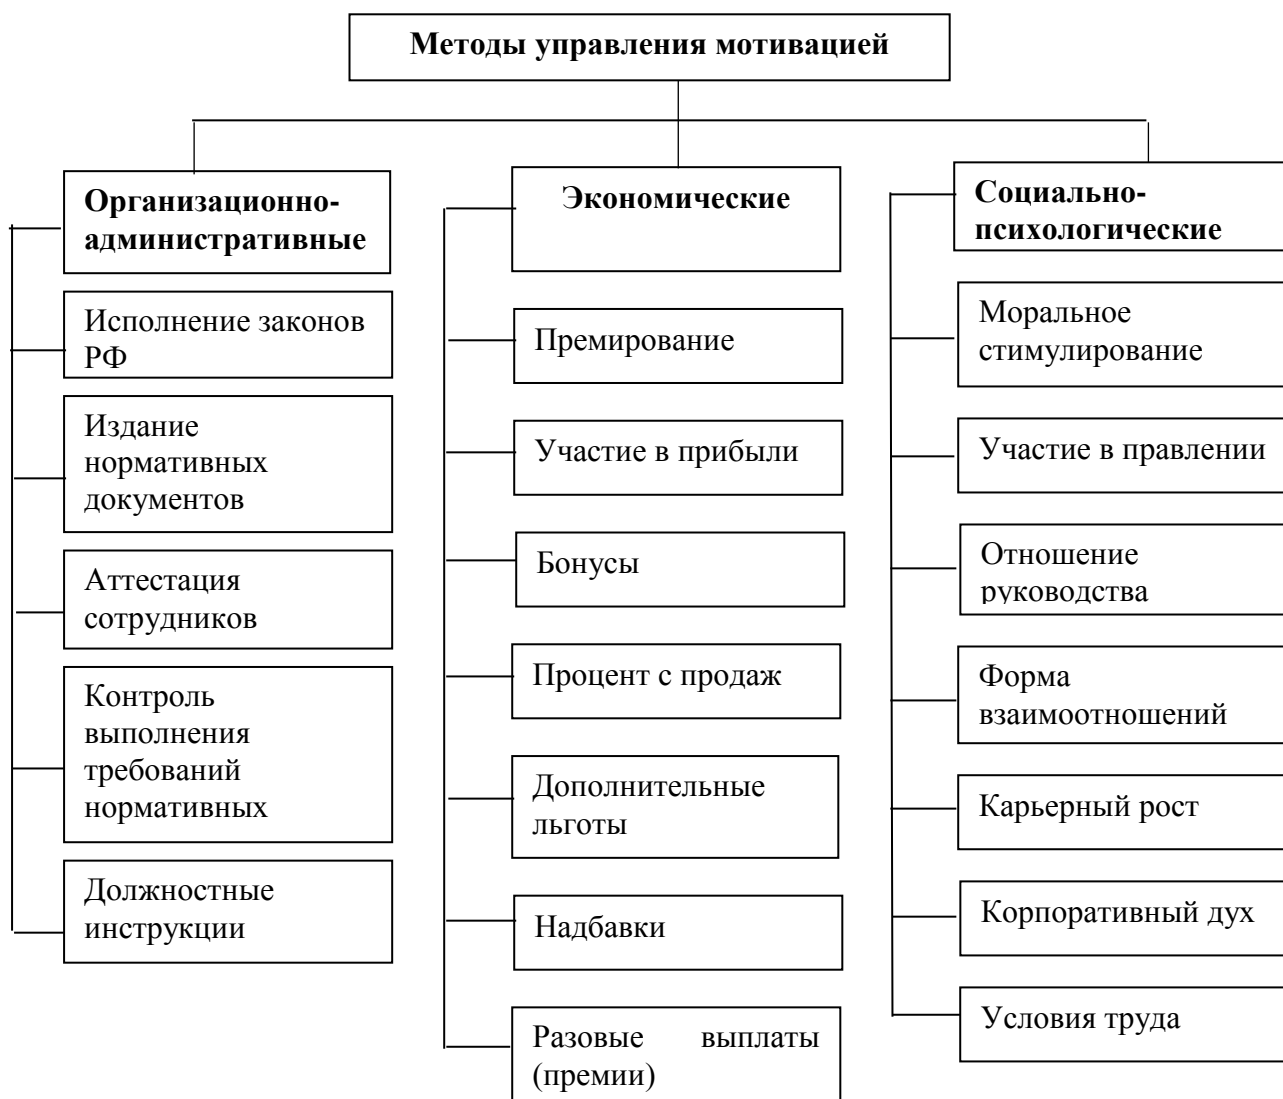 Методы управления мотивацией
Организационно-
административные
Исполнение законов
РФ
Издание
нормативных
документов
Аттестация
сотрудников
Контроль
выполнения
требований
нормативных
Должностные
инструкции
Экономические
Премирование
Участие в прибыли
Бонусы
Процент с продаж
Дополнительные
льготы
Надбавки
Разовые выплаты
(премии)
Социально-
психологические
Моральное
стимулирование
Участие в правлении
Отношение
руководства
Форма
взаимоотношений
Карьерный рост
Корпоративный дух
Условия труда